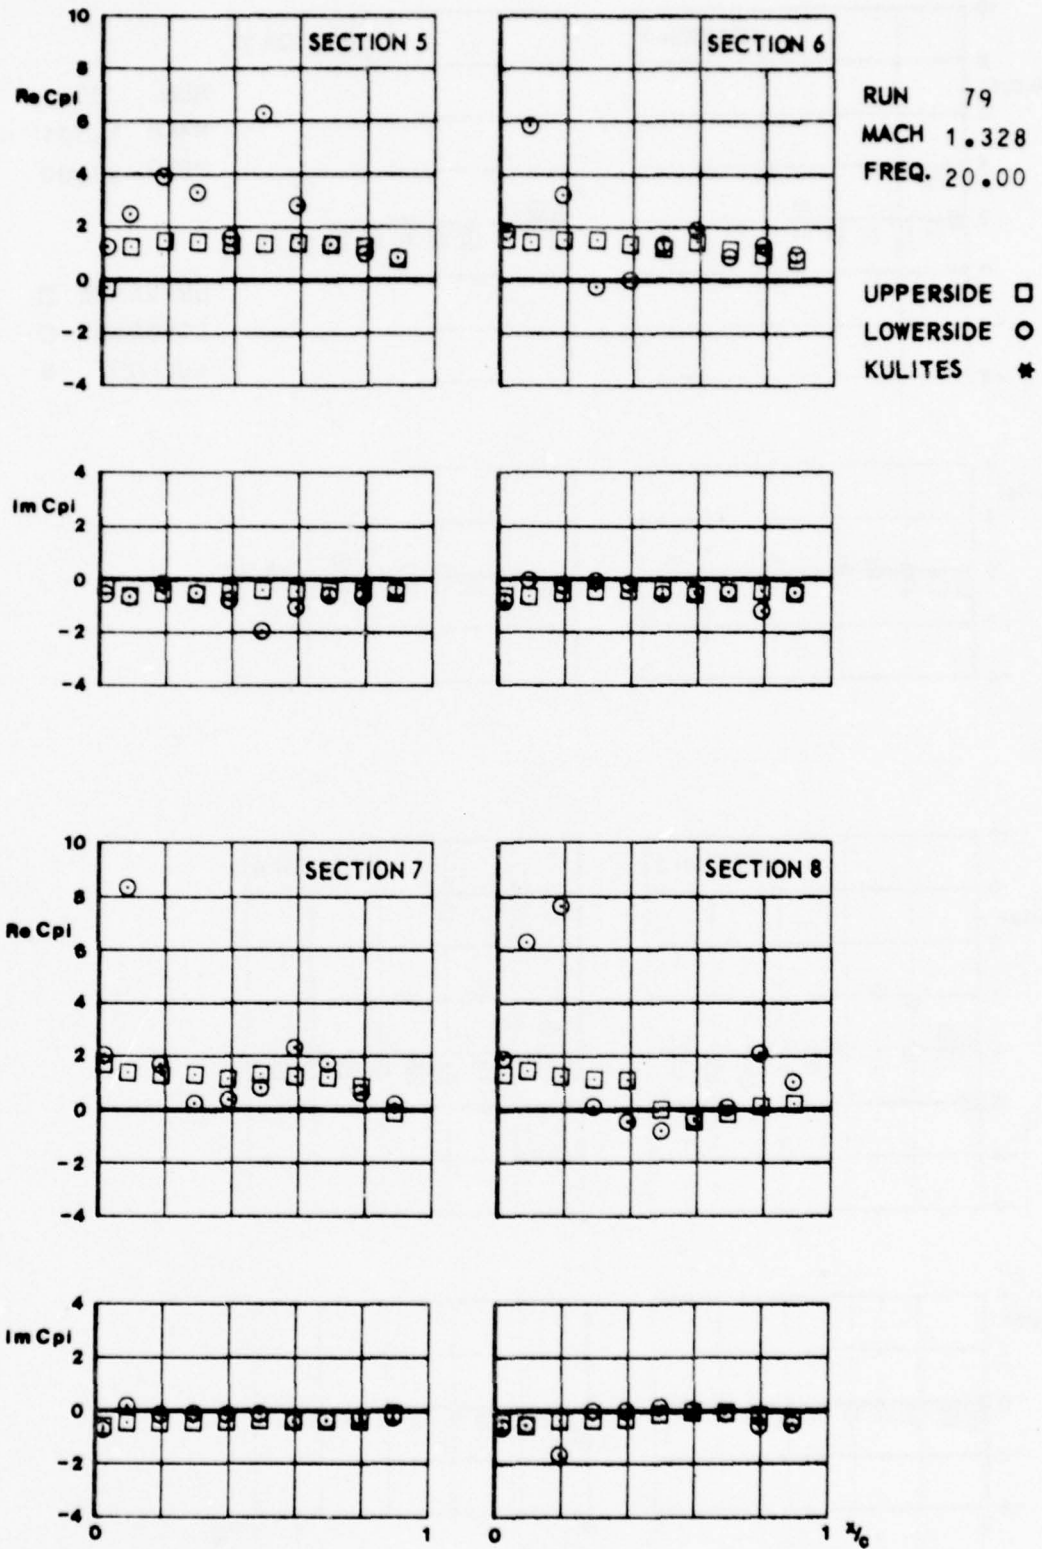 SECTION 5
10
8
Re Cpi
6
4
2
0
-2
-4
SECTION 6
RUN 79
MACH 1.328
FREQ. 20.00
UPPERSIDE □
LOWERSIDE ○
KULITES *
4
Im Cpi
2
0
-2
-4
SECTION 7
10
8
Re Cpi
6
4
2
0
-2
-4
SECTION 8
4
Im Cpi
2
0
-2
-4
0
1
0
1
x/c